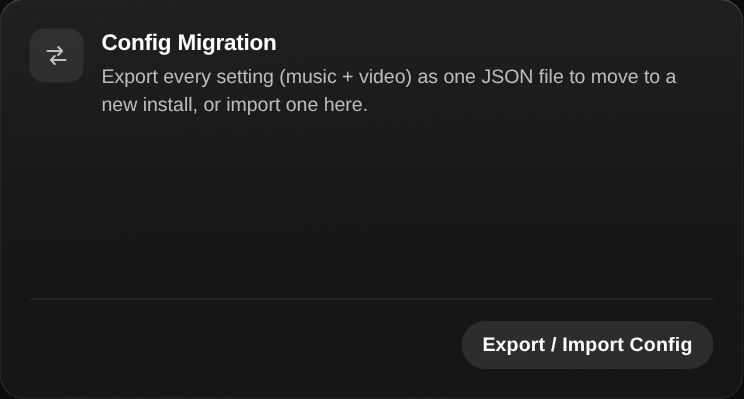 Config Migration
Export every setting (music + video) as one JSON file to move to a
new install, or import one here.
Export / Import Config